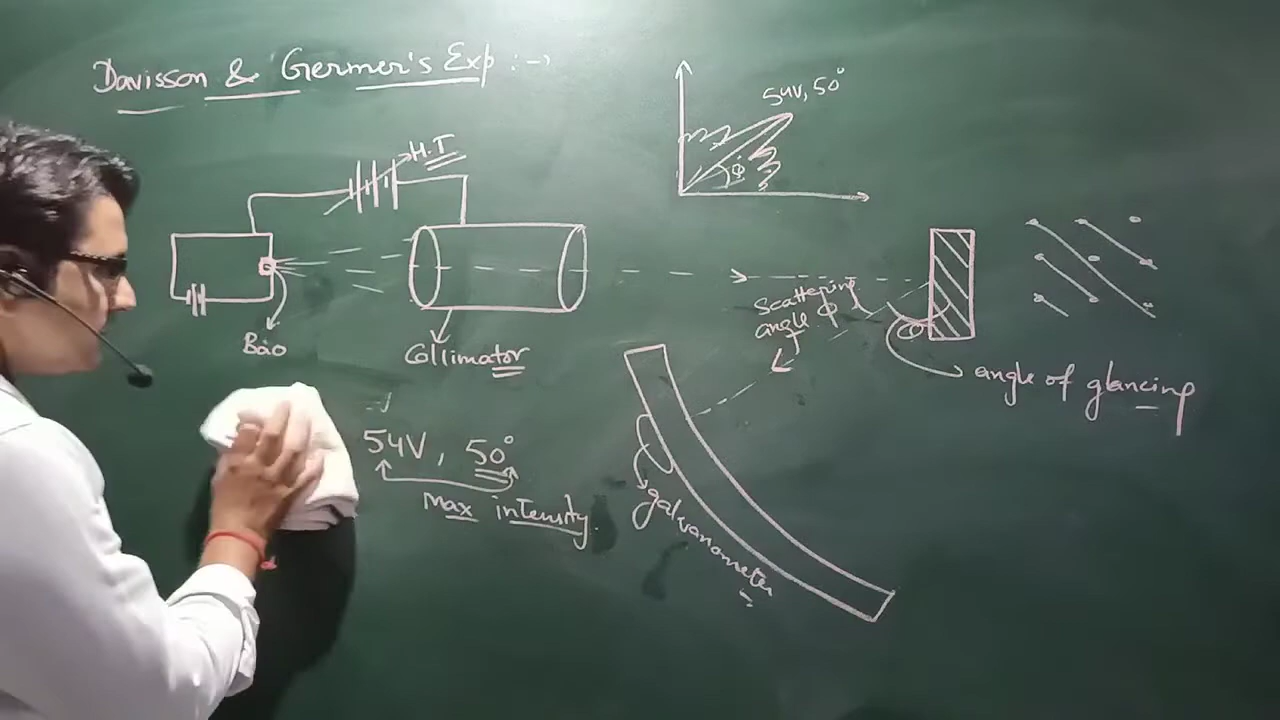 Davisson & Germer's Exp :-
54V, 50°
H.T
ϕ
Scattering
angle ϕ
Bao
Collimator
θ
angle of glancing
54V, 50°
Max intensity
galvanometer